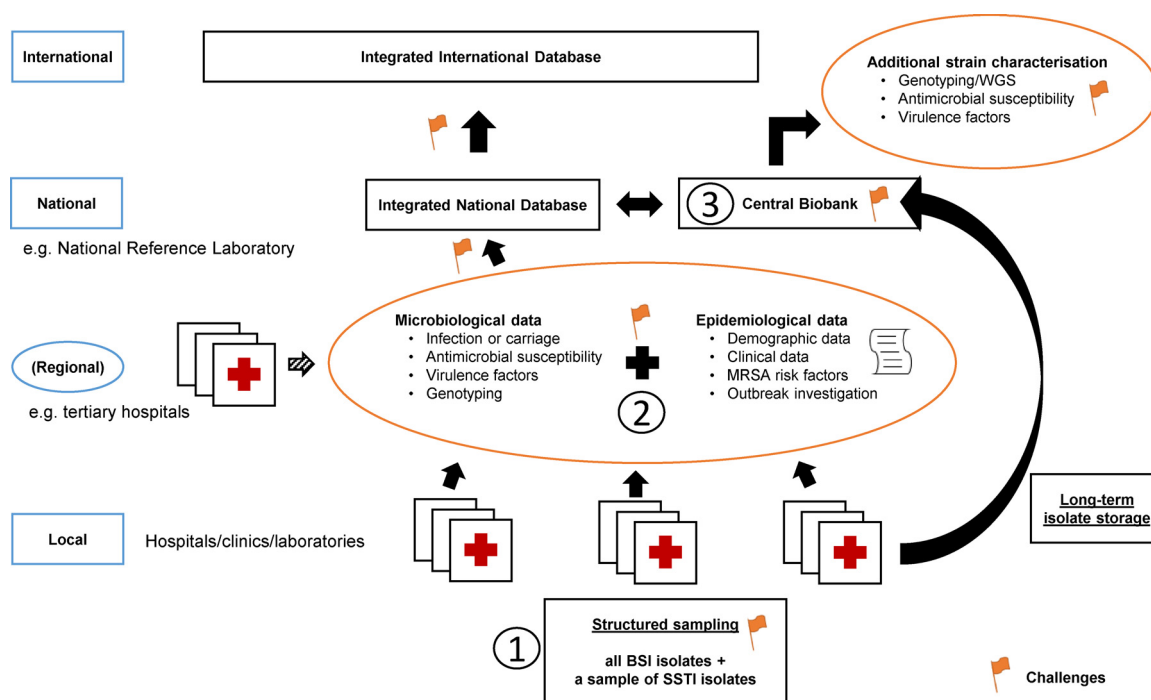 International
Integrated International Database
Additional strain characterisation
• Genotyping/WGS
• Antimicrobial susceptibility
• Virulence factors
National
Integrated National Database
3
Central Biobank
e.g. National Reference Laboratory
Microbiological data
• Infection or carriage
• Antimicrobial susceptibility
• Virulence factors
• Genotyping
Epidemiological data
• Demographic data
• Clinical data
• MRSA risk factors
• Outbreak investigation
2
(Regional)
e.g. tertiary hospitals
Long-term
isolate storage
Local
Hospitals/clinics/laboratories
1
Structured sampling
all BSI isolates +
a sample of SSTI isolates
Challenges